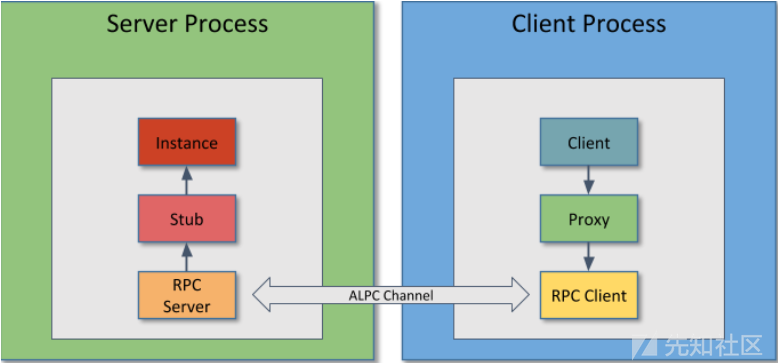 Server Process
Client Process
Instance
Client
Stub
Proxy
RPC
Server
ALPC Channel
RPC Client
先知社区